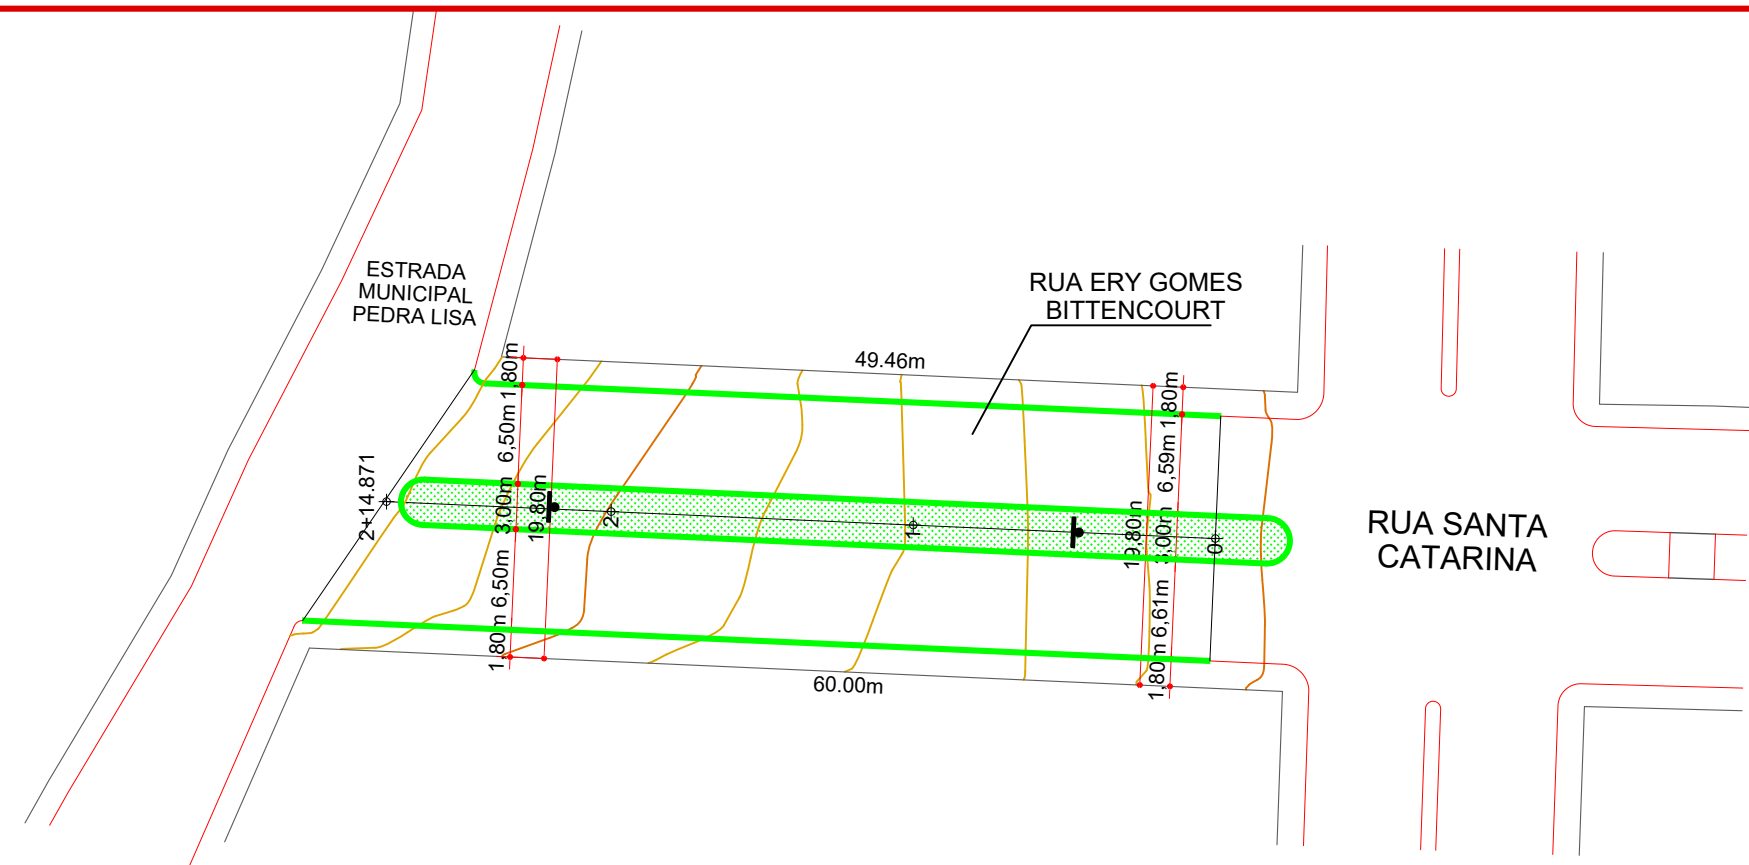 ESTRADA
MUNICIPAL
PEDRA LISA
RUA ERY GOMES
BITTENCOURT
49.46m
1,80m
6,50m
3,00m
19,80m
6,50m
1,80m
2+14.871
2
1
0
1,80m
6,59m
19,80m
3,00m
6,61m
1,80m
60.00m
RUA SANTA
CATARINA